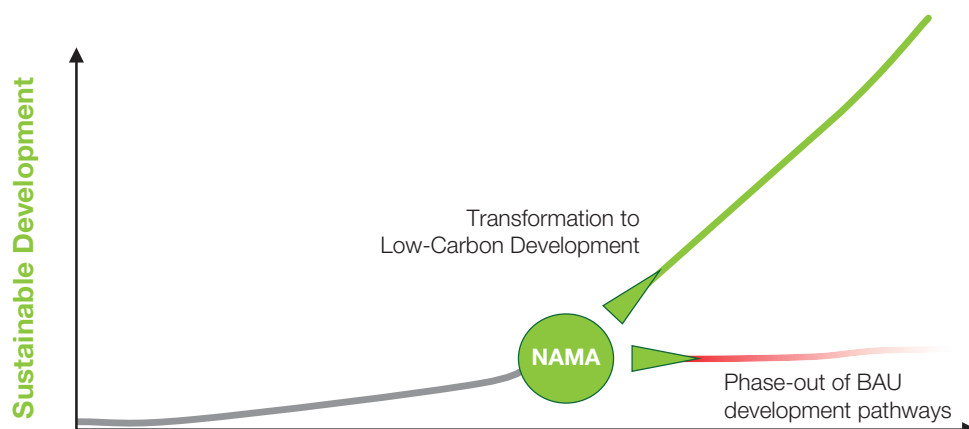 Sustainable Development
Transformation to
Low-Carbon Development
NAMA
Phase-out of BAU
development pathways